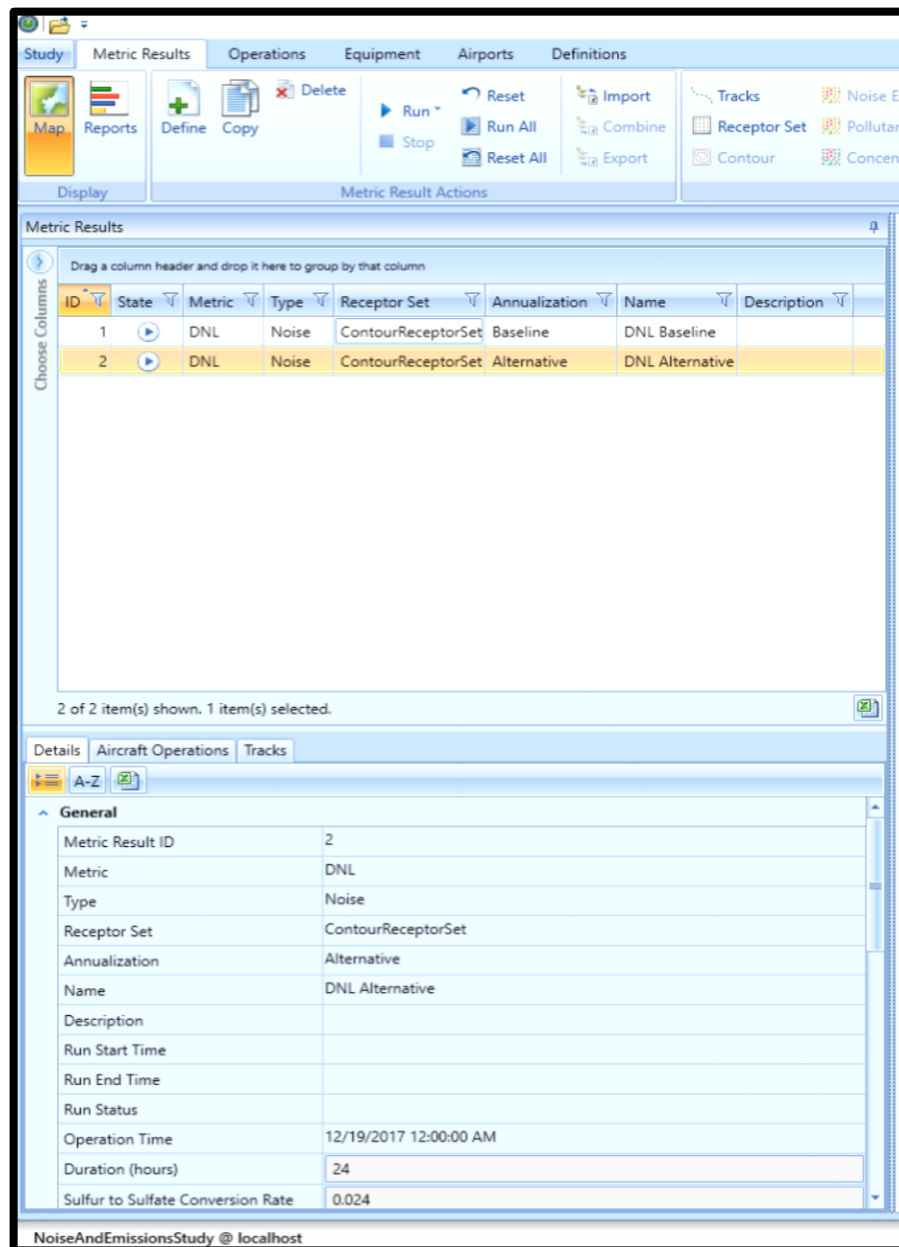 Study Metric Results Operations Equipment Airports Definitions
Map Reports Define Copy Delete Run Stop Reset Run All Reset All Import Combine Export Tracks Receptor Set Contour Noise
Display Metric Result Actions
Metric Results
Choose Columns
Drag a column header and drop it here to group by that column
ID State Metric Type Receptor Set Annualization Name Description
1 DNL Noise ContourReceptorSet Baseline DNL Baseline
2 DNL Noise ContourReceptorSet Alternative DNL Alternative
2 of 2 item(s) shown. 1 item(s) selected.
Details Aircraft Operations Tracks
A-Z
General
Metric Result ID 2
Metric DNL
Type Noise
Receptor Set ContourReceptorSet
Annualization Alternative
Name DNL Alternative
Description
Run Start Time
Run End Time
Run Status
Operation Time 12/19/2017 12:00:00 AM
Duration (hours) 24
Sulfur to Sulfate Conversion Rate 0.024
NoiseAndEmissionsStudy @ localhost